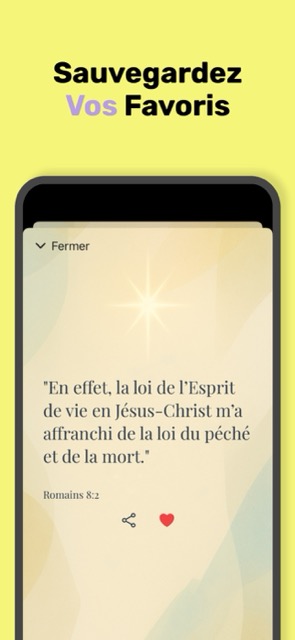 Sauvegardez
Vos Favoris
Fermer
"En effet, la loi de l’Esprit
de vie en Jésus-Christ m’a
affranchi de la loi du péché
et de la mort."
Romains 8:2